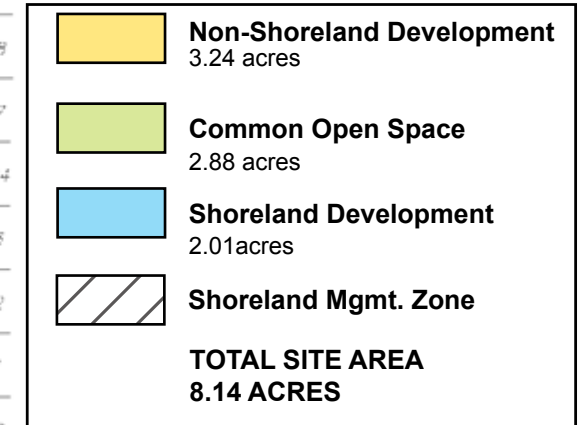 Non-Shoreland Development
3.24 acres
Common Open Space
2.88 acres
Shoreland Development
2.01acres
Shoreland Mgmt. Zone
TOTAL SITE AREA
8.14 ACRES